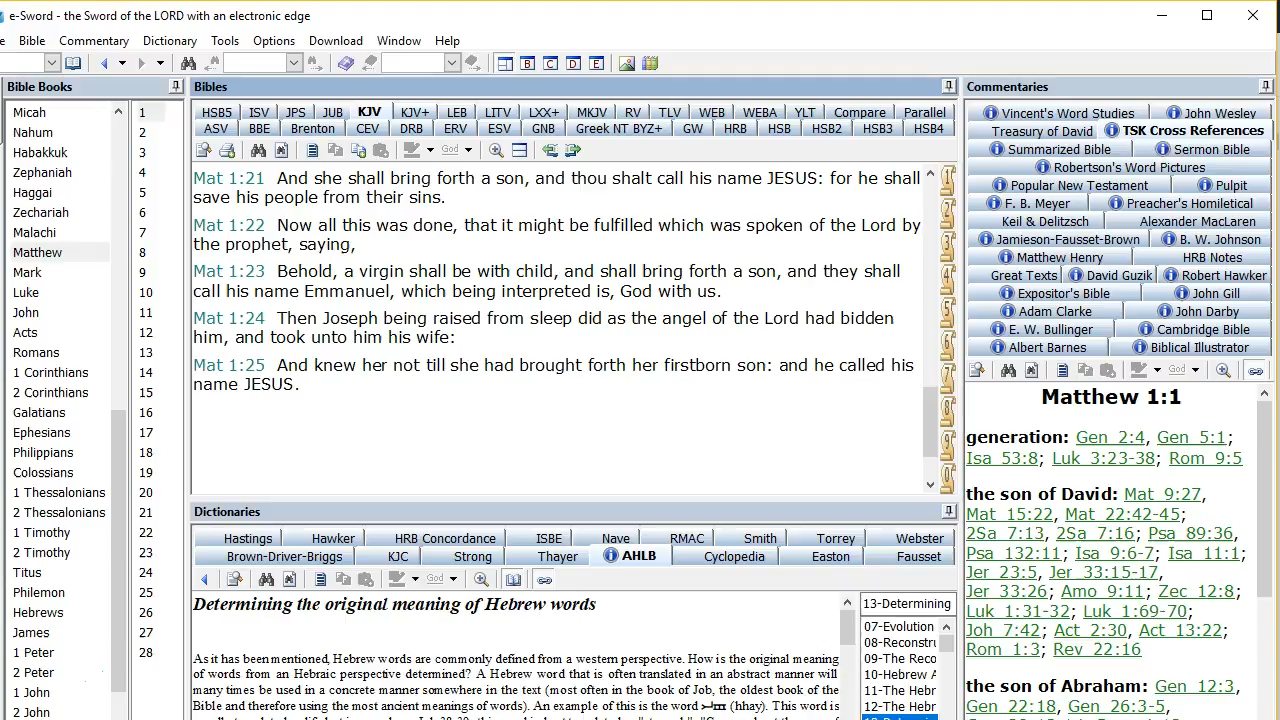 e-Sword - the Sword of the LORD with an electronic edge
Bible Commentary Dictionary Tools Options Download Window Help
Bible Books
Micah
Nahum
Habakkuk
Zephaniah
Haggai
Zechariah
Malachi
Matthew
Mark
Luke
John
Acts
Romans
1 Corinthians
2 Corinthians
Galatians
Ephesians
Philippians
Colossians
1 Thessalonians
2 Thessalonians
1 Timothy
2 Timothy
Titus
Philemon
Hebrews
James
1 Peter
2 Peter
1 John
2 John
1
2
3
4
5
6
7
8
9
10
11
12
13
14
15
16
17
18
19
20
21
22
23
24
25
26
27
28
Bibles
HSB5 ISV JPS JUB KJV KJV+ LEB LITV LXX+ MKJV RV TLV WEB WEBA YLT Compare Parallel
ASV BBE Brenton CEV DRB ERV ESV GNB Greek NT BYZ+ GW HRB HSB HSB2 HSB3 HSB4
God
Mat 1:21 And she shall bring forth a son, and thou shalt call his name JESUS: for he shall
save his people from their sins.
Mat 1:22 Now all this was done, that it might be fulfilled which was spoken of the Lord by
the prophet, saying,
Mat 1:23 Behold, a virgin shall be with child, and shall bring forth a son, and they shall
call his name Emmanuel, which being interpreted is, God with us.
Mat 1:24 Then Joseph being raised from sleep did as the angel of the Lord had bidden
him, and took unto him his wife:
Mat 1:25 And knew her not till she had brought forth her firstborn son: and he called his
name JESUS.
Dictionaries
Hastings Hawker HRB Concordance ISBE Nave RMAC Smith Torrey Webster
Brown-Driver-Briggs KJC Strong Thayer AHLB Cyclopedia Easton Fausset
God
Determining the original meaning of Hebrew words
As it has been mentioned, Hebrew words are commonly defined from a western perspective. How is the original meaning
of words from an Hebraic perspective determined? A Hebrew word that is often translated in an abstract manner will
many times be used in a concrete manner somewhere in the text (most often in the book of Job, the oldest book of the
Bible and therefore using the most ancient meanings of words). An example of this is the word (hhay). This word is
13-Determining
07-Evolution
08-Reconstru
09-The Reco
10-Hebrew A
11-The Hebr
12-The Hebr
Commentaries
Vincent's Word Studies John Wesley
Treasury of David TSK Cross References
Summarized Bible Sermon Bible
Robertson's Word Pictures
Popular New Testament Pulpit
F. B. Meyer Preacher's Homiletical
Keil & Delitzsch Alexander MacLaren
Jamieson-Fausset-Brown B. W. Johnson
Matthew Henry HRB Notes
Great Texts David Guzik Robert Hawker
Expositor's Bible John Gill
Adam Clarke John Darby
E. W. Bullinger Cambridge Bible
Albert Barnes Biblical Illustrator
God
Matthew 1:1
generation: Gen 2:4, Gen 5:1;
Isa 53:8; Luk 3:23-38; Rom 9:5
the son of David: Mat 9:27,
Mat 15:22, Mat 22:42-45;
2Sa 7:13, 2Sa 7:16; Psa 89:36,
Psa 132:11; Isa 9:6-7, Isa 11:1;
Jer 23:5, Jer 33:15-17,
Jer 33:26; Amo 9:11; Zec 12:8;
Luk 1:31-32; Luk 1:69-70;
Joh 7:42; Act 2:30, Act 13:22;
Rom 1:3; Rev 22:16
the son of Abraham: Gen 12:3,
Gen 22:18, Gen 26:3-5,